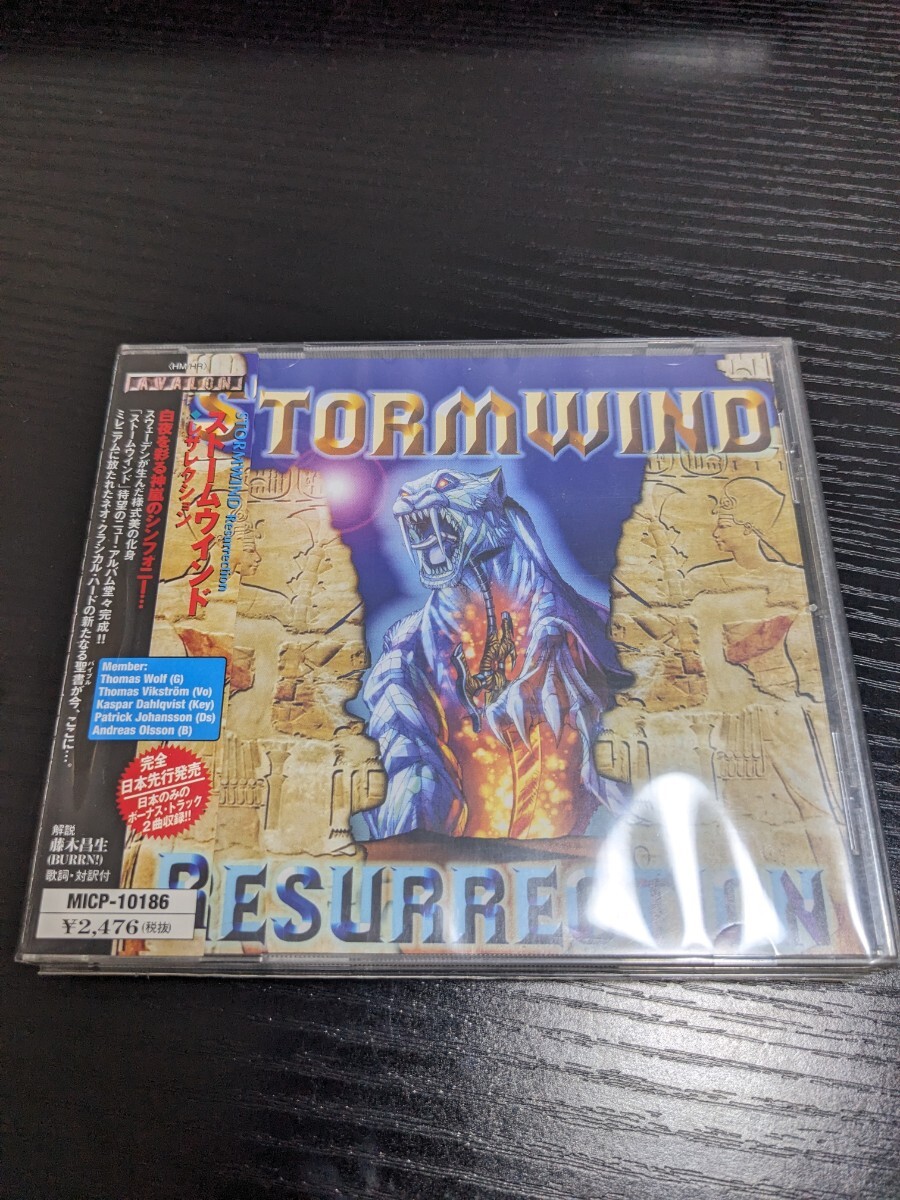 〈HM/HR〉
AVALON
STORMWIND
STORMWIND Resurrection
ストームウインド
レザレクション
白夜を彩る神嵐のシンフォニー…
スウェーデンが生んだ様式美の化身
「ストームウインド」待望のニュー・アルバム堂々完成!!
ミレニアムに放たれたネオ・クラシカル・ハードの新たなる聖書が今、ここに…。
バイブル
Member:
Thomas Wolf (G)
Thomas Vikström (Vo)
Kaspar Dahlqvist (Key)
Patrick Johansson (Ds)
Andreas Olsson (B)
完全
日本先行発売
日本のみの
ボーナス・トラック
2曲収録!!
解説
藤木昌生
(BURRN!)
歌詞・対訳付
MICP-10186
¥2,476(税抜)
RESURRECTION